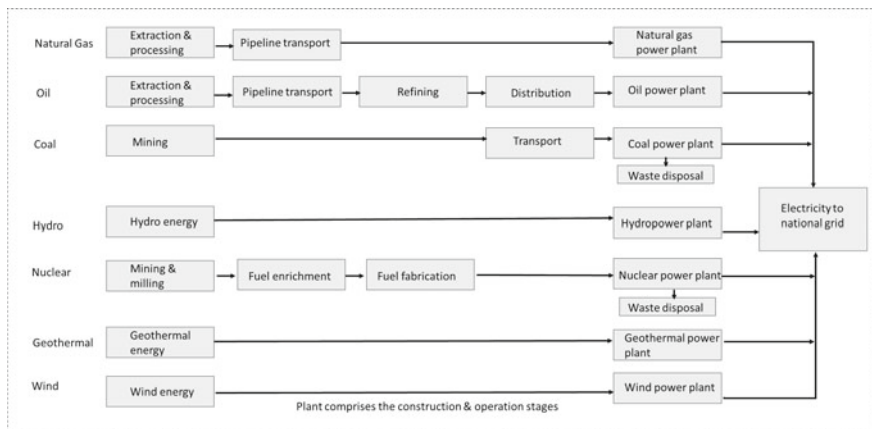 Natural Gas
Extraction &
processing
Pipeline transport
Natural gas
power plant
Oil
Extraction &
processing
Pipeline transport
Refining
Distribution
Oil power plant
Coal
Mining
Transport
Coal power plant
Waste disposal
Electricity to
national grid
Hydro
Hydro energy
Hydropower plant
Nuclear
Mining &
milling
Fuel enrichment
Fuel fabrication
Nuclear power plant
Waste disposal
Geothermal
Geothermal
energy
Geothermal power
plant
Wind
Wind energy
Wind power plant
Plant comprises the construction & operation stages